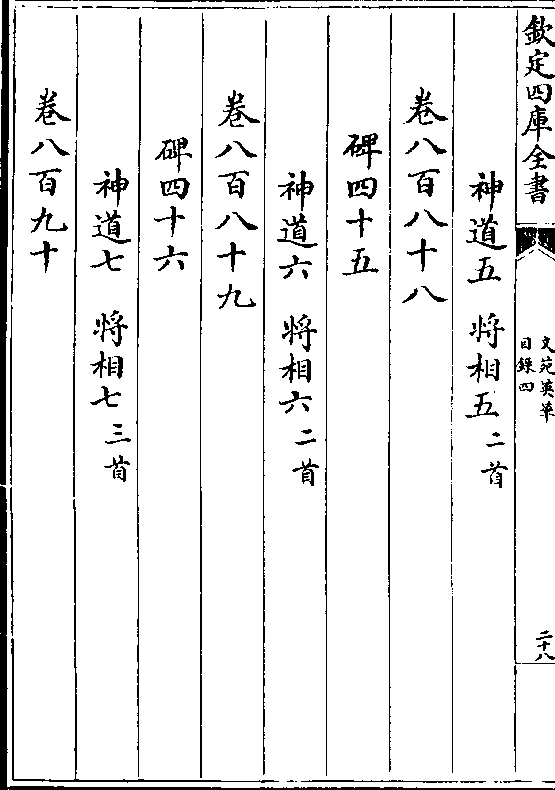 欽定四庫全書
文苑英華
目錄四
二十八
神道五　將相五二首
卷八百八十八
碑四十五
神道六　將相六二首
卷八百八十九
碑四十六
神道七　將相七三首
卷八百九十